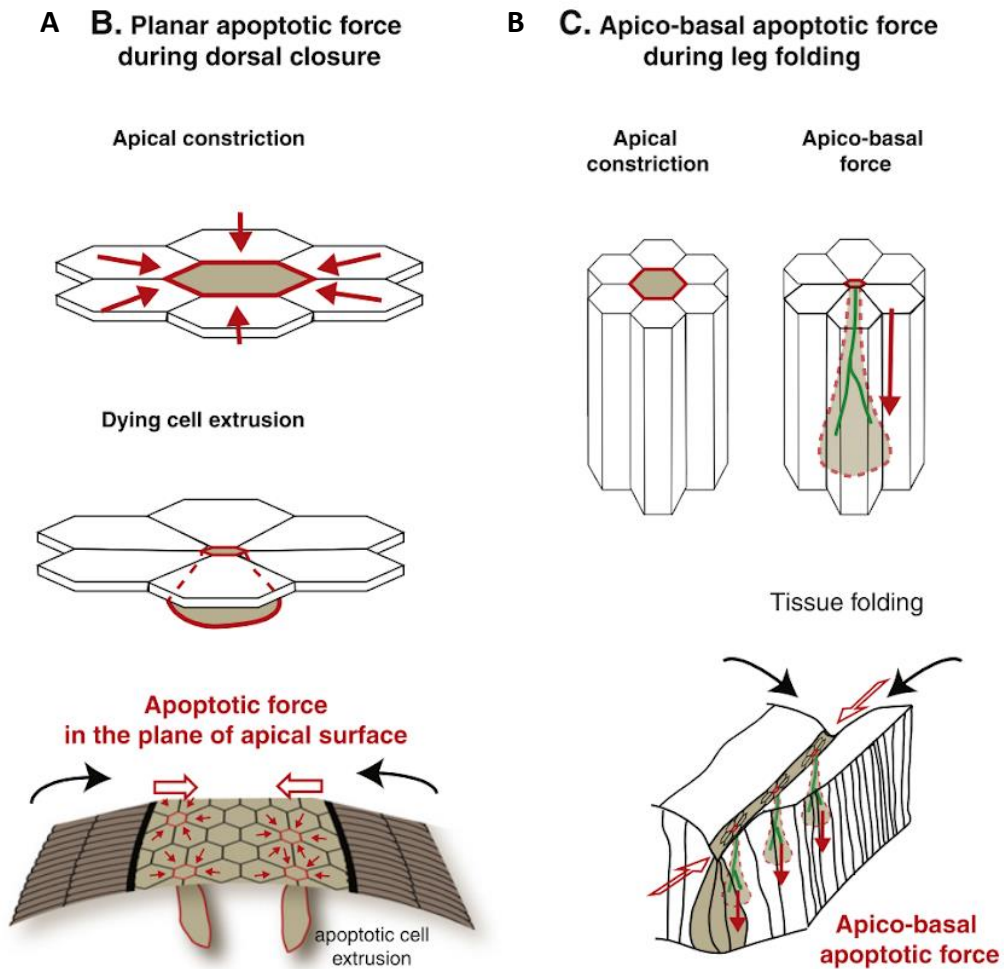 A B. Planar apoptotic force
during dorsal closure
Apical constriction
Dying cell extrusion
Apoptotic force
in the plane of apical surface
apoptotic cell
extrusion
B C. Apico-basal apoptotic force
during leg folding
Apical
constriction
Apico-basal
force
Tissue folding
Apico-basal
apoptotic force